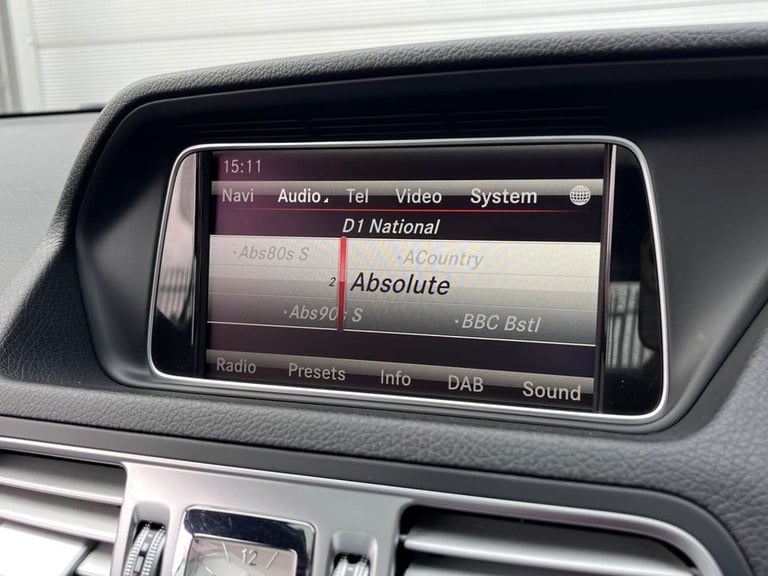 15:11
Navi Audio Tel Video System
D1 National
·Abs80s S ·ACountry
2 Absolute
·Abs90s S ·BBC Bstl
Radio Presets Info DAB Sound
12